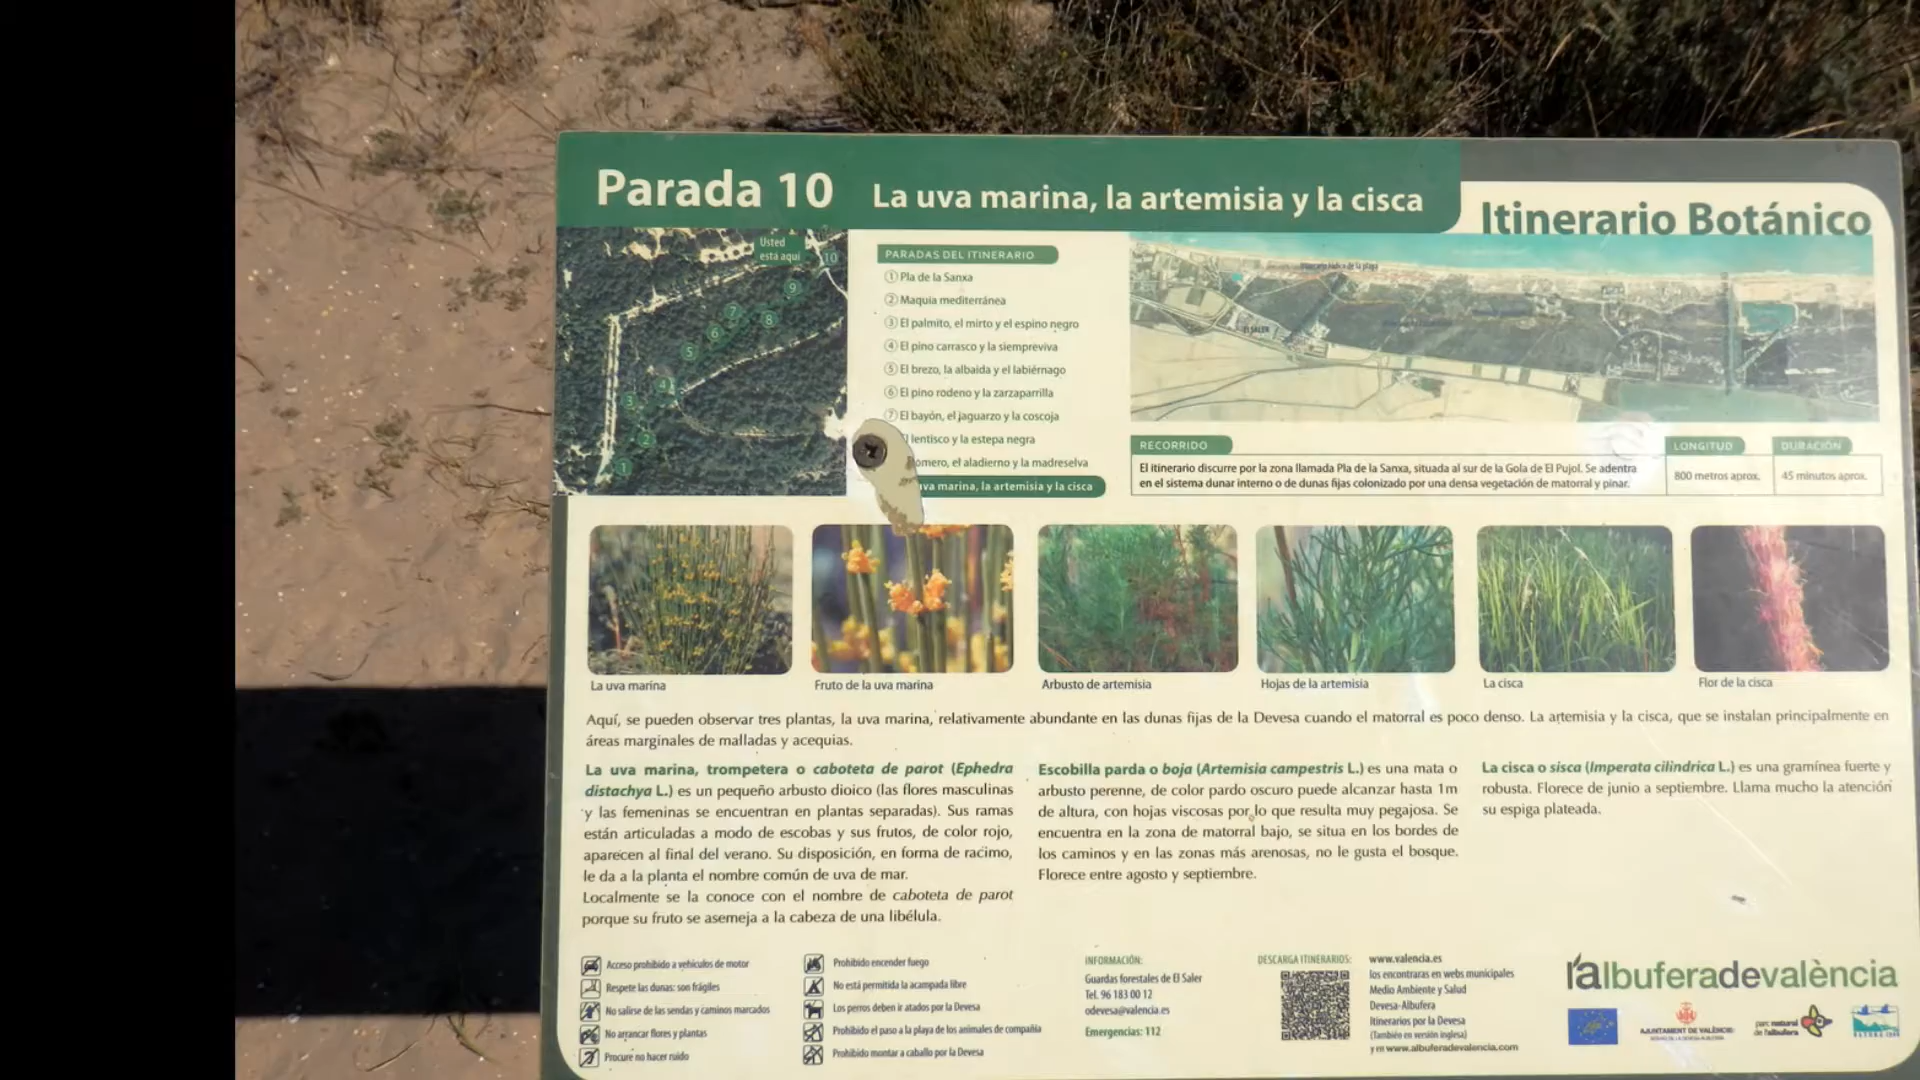 Parada 10 La uva marina, la artemisia y la cisca
Itinerario Botánico
Usted
está aquí
10
9
8
7
6
5
4
3
2
1
PARADAS DEL ITINERARIO
① Pla de la Sanxa
② Maquia mediterránea
③ El palmito, el mirto y el espino negro
④ El pino carrasco y la siempreviva
⑤ El brezo, la albaida y el labiérnago
⑥ El pino rodeno y la zarzaparrilla
⑦ El bayón, el jaguarzo y la coscoja
lentisco y la estepa negra
omero, el aladierno y la madreselva
va marina, la artemisia y la cisca
EL SALER
RECORRIDO
El itinerario discurre por la zona llamada Pla de la Sanxa, situada al sur de la Gola de El Pujol. Se adentra
en el sistema dunar interno o de dunas fijas colonizado por una densa vegetación de matorral y pinar.
LONGITUD
800 metros aprox.
DURACIÓN
45 minutos aprox.
La uva marina
Fruto de la uva marina
Arbusto de artemisia
Hojas de la artemisia
La cisca
Flor de la cisca
Aquí, se pueden observar tres plantas, la uva marina, relativamente abundante en las dunas fijas de la Devesa cuando el matorral es poco denso. La artemisia y la cisca, que se instalan principalmente en
áreas marginales de malladas y acequias.
La uva marina, trompetera o caboteta de parot (Ephedra
distachya L.) es un pequeño arbusto dioico (las flores masculinas
y las femeninas se encuentran en plantas separadas). Sus ramas
están articuladas a modo de escobas y sus frutos, de color rojo,
aparecen al final del verano. Su disposición, en forma de racimo,
le da a la planta el nombre común de uva de mar.
Localmente se la conoce con el nombre de caboteta de parot
porque su fruto se asemeja a la cabeza de una libélula.
Escobilla parda o boja (Artemisia campestris L.) es una mata o
arbusto perenne, de color pardo oscuro puede alcanzar hasta 1m
de altura, con hojas viscosas por lo que resulta muy pegajosa. Se
encuentra en la zona de matorral bajo, se situa en los bordes de
los caminos y en las zonas más arenosas, no le gusta el bosque.
Florece entre agosto y septiembre.
La cisca o sisca (Imperata cilindrica L.) es una gramínea fuerte y
robusta. Florece de junio a septiembre. Llama mucho la atención
su espiga plateada.
Acceso prohibido a vehículos de motor
Respete las dunas: son frágiles
No salirse de las sendas y caminos marcados
No arrancar flores y plantas
Procure no hacer ruido
Prohibido encender fuego
No está permitida la acampada libre
Los perros deben ir atados por la Devesa
Prohibido el paso a la playa de los animales de compañía
Prohibido montar a caballo por la Devesa
INFORMACIÓN:
Guardas forestales de El Saler
Tel. 96 183 00 12
odevesa@valencia.es
Emergencias: 112
DESCARGA ITINERARIOS:
www.valencia.es
los encontraras en webs municipales
Medio Ambiente y Salud
Devesa-Albufera
Itinerarios por la Devesa
(También en versión inglesa)
y en www.albuferadevalencia.com
l'albuferadevalència
AJUNTAMENT DE VALÈNCIA
parc natural
de l'albufera